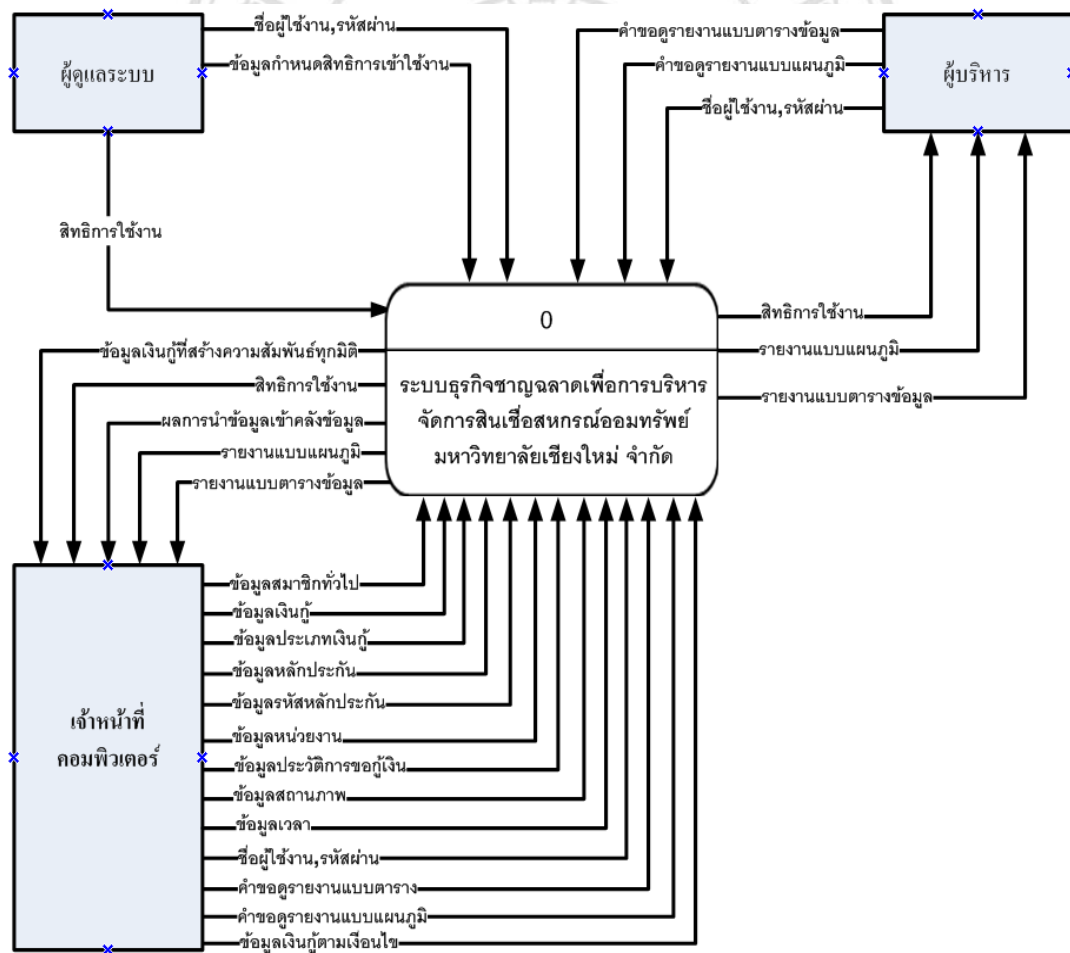 ชื่อผู้ใช้งาน,รหัสผ่าน
คำขอดูรายงานแบบตารางข้อมูล
ผู้ดูแลระบบ
ข้อมูลกำหนดสิทธิการเข้าใช้งาน
คำขอดูรายงานแบบแผนภูมิ
ผู้บริหาร
ชื่อผู้ใช้งาน,รหัสผ่าน
สิทธิการใช้งาน
0
สิทธิการใช้งาน
ข้อมูลเงินกู้ที่สร้างความสัมพันธ์ทุกมิติ
รายงานแบบแผนภูมิ
สิทธิการใช้งาน
ระบบธุรกิจชาญฉลาดเพื่อการบริหาร
จัดการสินเชื่อสหกรณ์ออมทรัพย์
มหาวิทยาลัยเชียงใหม่ จำกัด
รายงานแบบตารางข้อมูล
ผลการนำข้อมูลเข้าคลังข้อมูล
รายงานแบบแผนภูมิ
รายงานแบบตารางข้อมูล
ข้อมูลสมาชิกทั่วไป
ข้อมูลเงินกู้
ข้อมูลประเภทเงินกู้
ข้อมูลหลักประกัน
ข้อมูลรหัสหลักประกัน
เจ้าหน้าที่
คอมพิวเตอร์
ข้อมูลหน่วยงาน
ข้อมูลประวัติการขอกู้เงิน
ข้อมูลสถานภาพ
ข้อมูลเวลา
ชื่อผู้ใช้งาน,รหัสผ่าน
คำขอดูรายงานแบบตาราง
คำขอดูรายงานแบบแผนภูมิ
ข้อมูลเงินกู้ตามเงื่อนไข